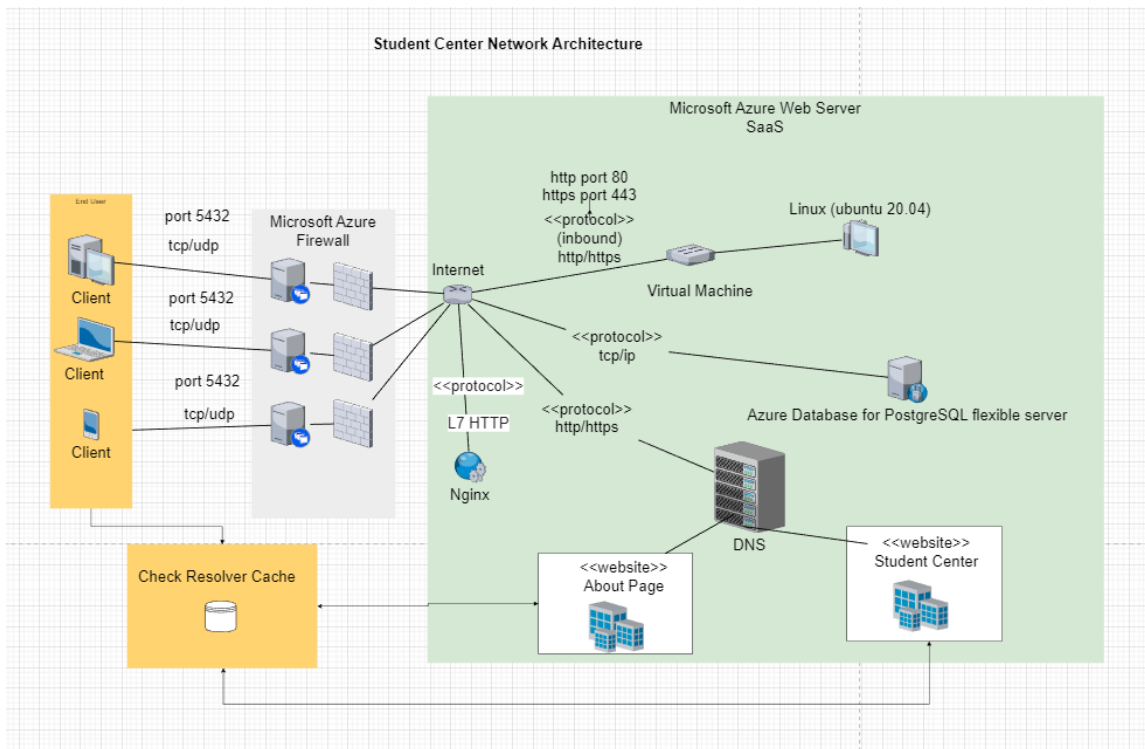 Student Center Network Architecture
Microsoft Azure Web Server
SaaS
End User
port 5432
tcp/udp
Client
port 5432
tcp/udp
Client
port 5432
tcp/udp
Client
Microsoft Azure
Firewall
Internet
http port 80
https port 443
<<protocol>>
(inbound)
http/https
Virtual Machine
Linux (ubuntu 20.04)
<<protocol>>
tcp/ip
Azure Database for PostgreSQL flexible server
<<protocol>>
L7 HTTP
Nginx
<<protocol>>
http/https
DNS
<<website>>
About Page
<<website>>
Student Center
Check Resolver Cache